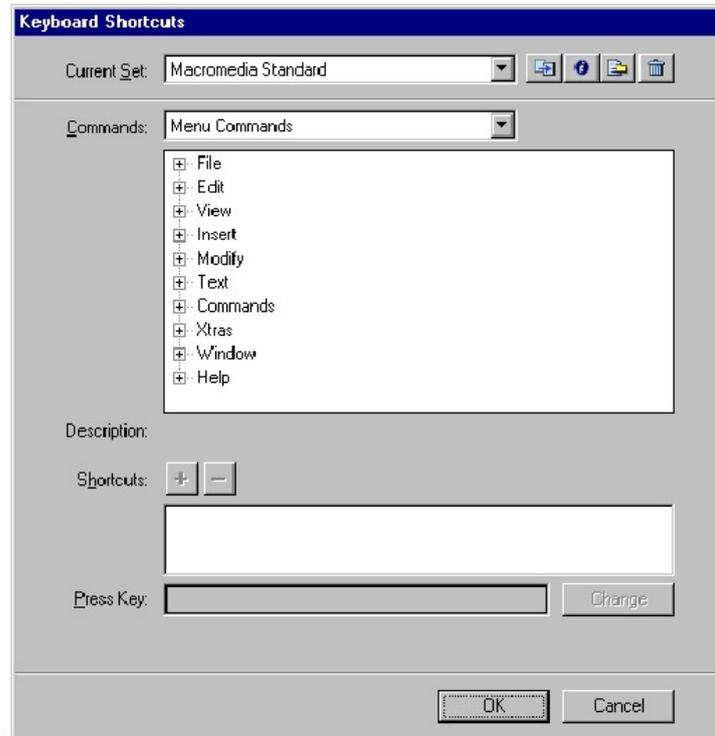 Keyboard Shortcuts
Current Set: Macromedia Standard
Commands: Menu Commands
File
Edit
View
Insert
Modify
Text
Commands
Xtras
Window
Help
Description:
Shortcuts:
Press Key: Change
OK Cancel